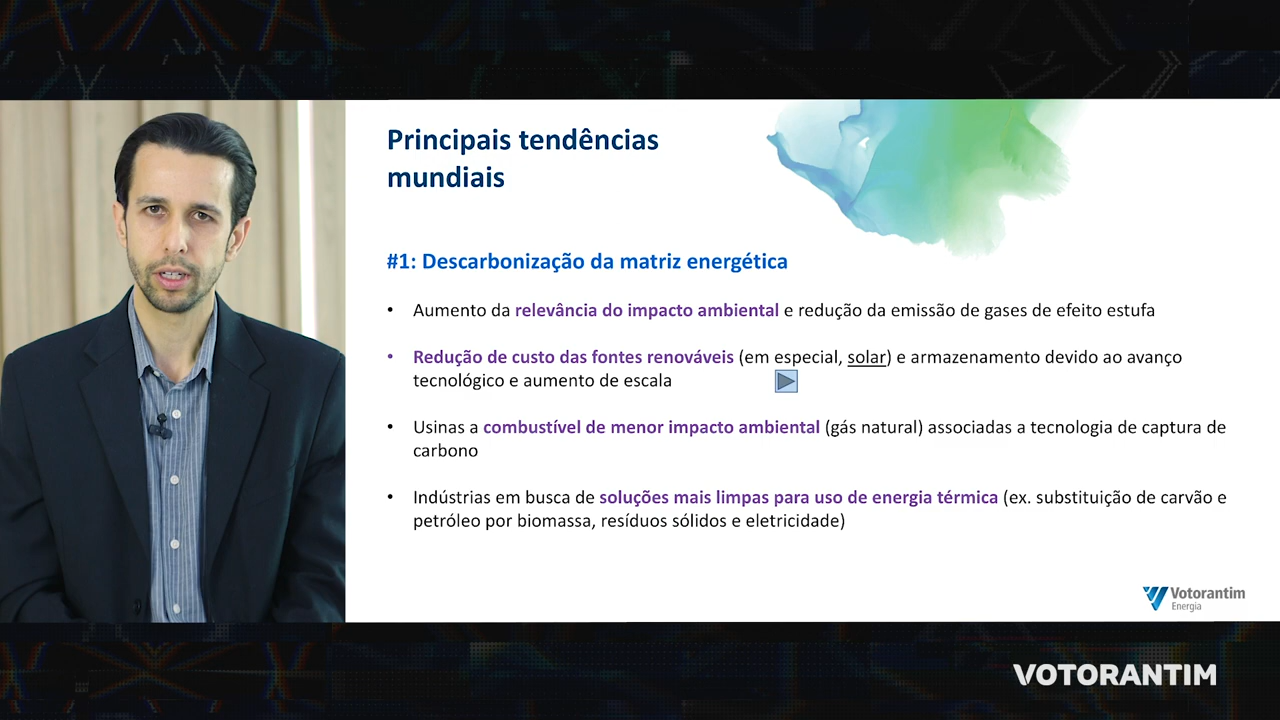 Principais tendências
mundiais
#1: Descarbonização da matriz energética
• Aumento da relevância do impacto ambiental e redução da emissão de gases de efeito estufa
• Redução de custo das fontes renováveis (em especial, solar) e armazenamento devido ao avanço
tecnológico e aumento de escala
• Usinas a combustível de menor impacto ambiental (gás natural) associadas a tecnologia de captura de
carbono
• Indústrias em busca de soluções mais limpas para uso de energia térmica (ex. substituição de carvão e
petróleo por biomassa, resíduos sólidos e eletricidade)
Votorantim
Energia
VOTORANTIM